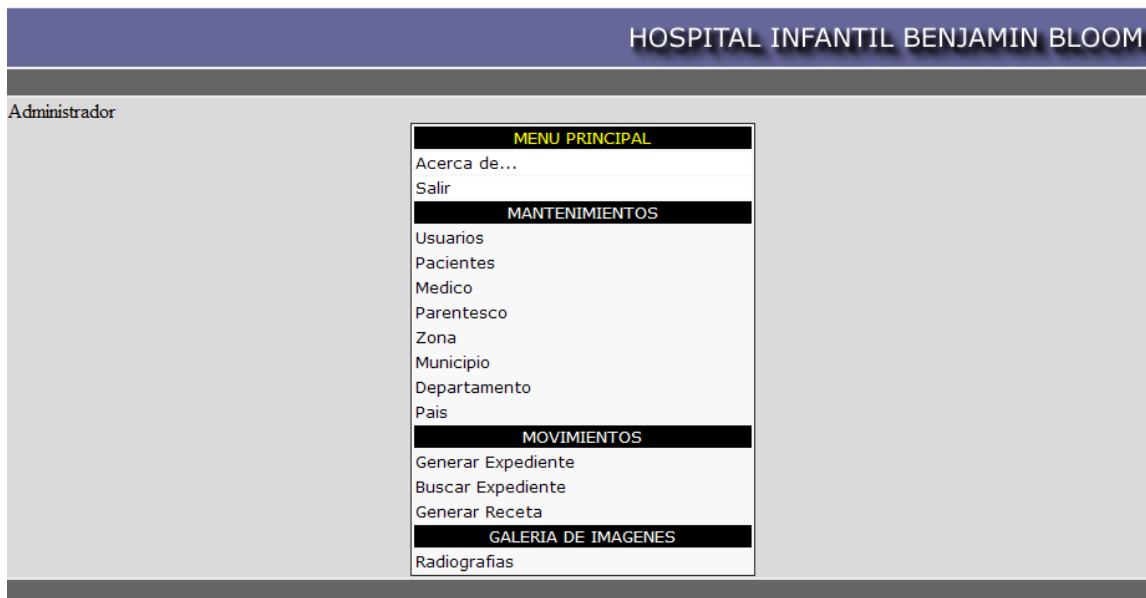 HOSPITAL INFANTIL BENJAMIN BLOOM
Administrador
MENU PRINCIPAL
Acerca de...
Salir
MANTENIMIENTOS
Usuarios
Pacientes
Medico
Parentesco
Zona
Municipio
Departamento
Pais
MOVIMIENTOS
Generar Expediente
Buscar Expediente
Generar Receta
GALERIA DE IMAGENES
Radiografias